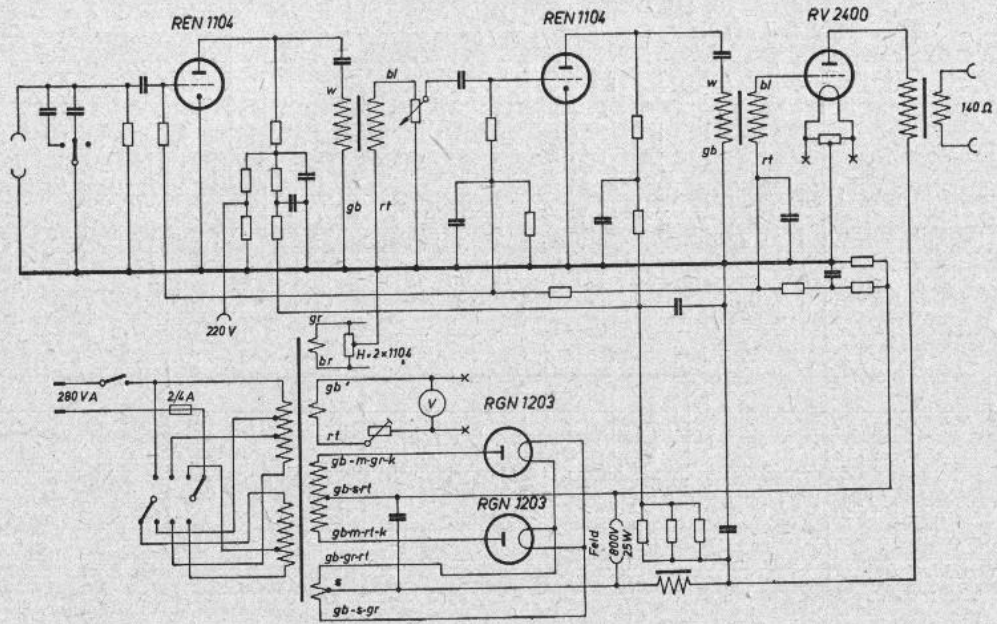 REN 1104
REN 1104
RV 2400
w
bl
w
bl
140 Ω
gb
rt
gb
rt
220 V
gr
br
H. 2×1104
280 VA
2/4 A
gb
V
rt
RGN 1203
gb-m-gr-k
gb-s-rt
RGN 1203
gb-m-rt-k
Feld
800V
25W
gb-gr-rt
s
gb-s-gr